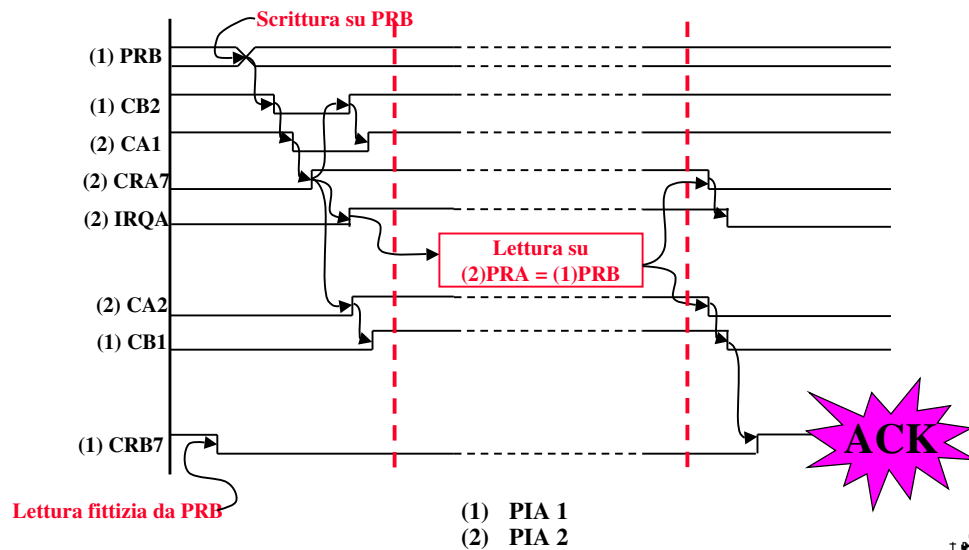 Scrittura su PRB
(1) PRB
(1) CB2
(2) CA1
(2) CRA7
(2) IRQA
Lettura su
(2)PRA = (1)PRB
(2) CA2
(1) CB1
(1) CRB7
ACK
Lettura fittizia da PRB
(1) PIA 1
(2) PIA 2